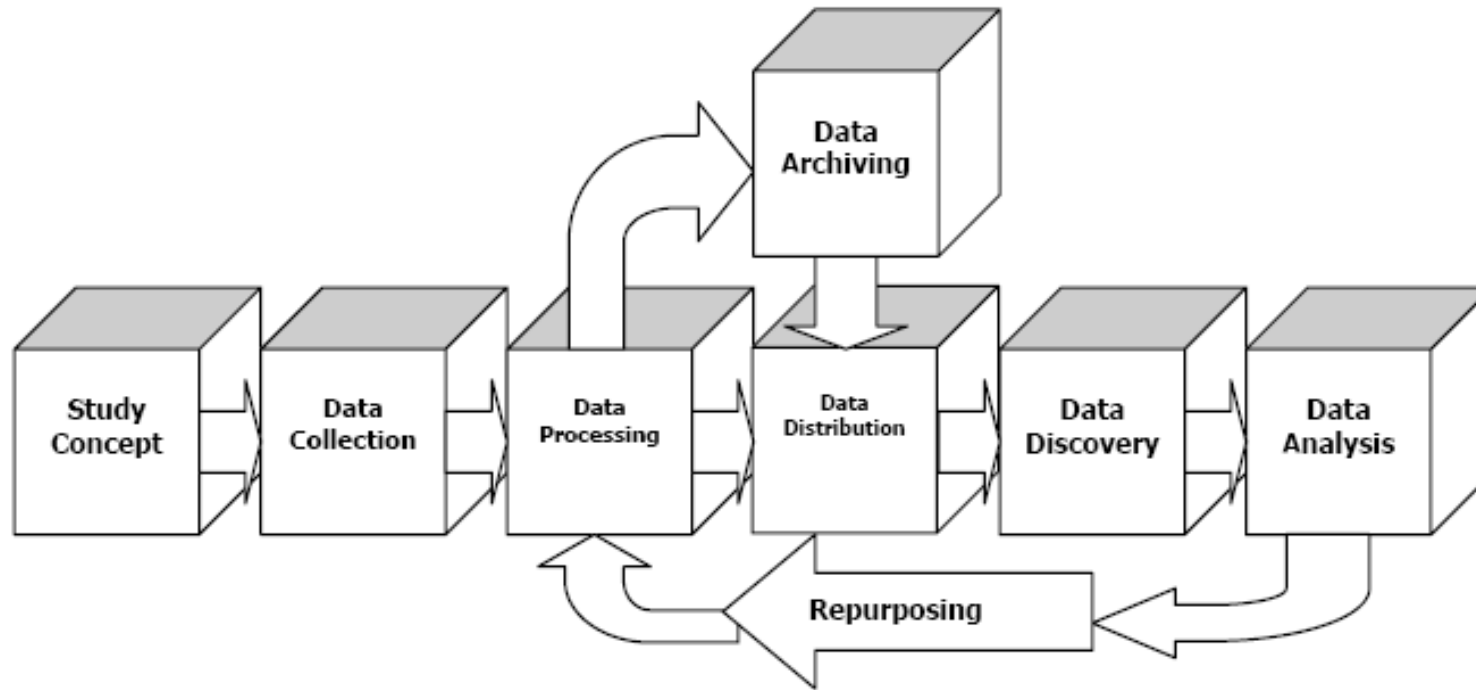 Data
Archiving
Study
Concept
Data
Collection
Data
Processing
Data
Distribution
Data
Discovery
Data
Analysis
Repurposing